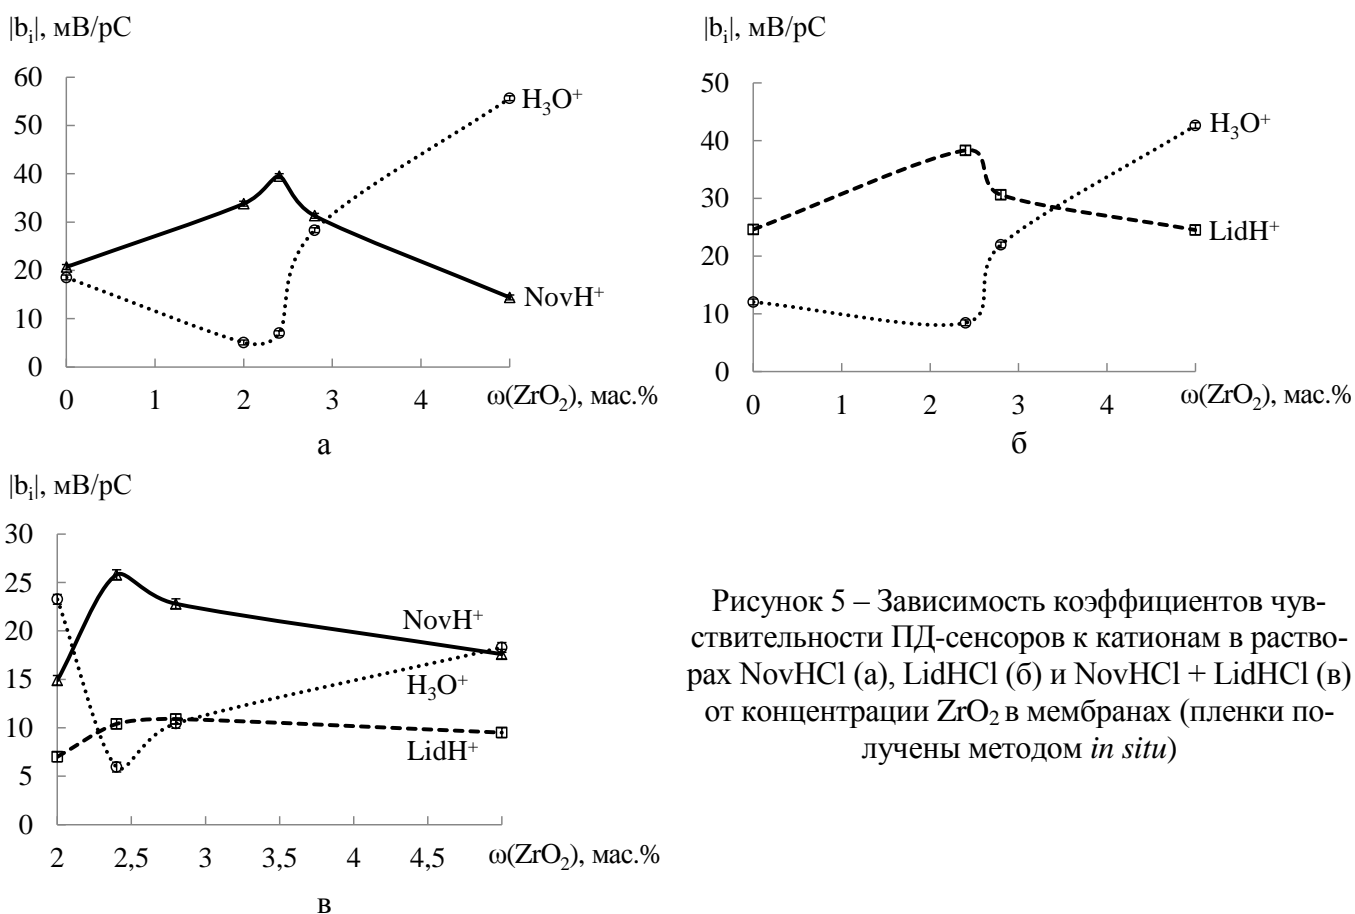 |bᵢ|, мВ/рС
60
50
40
30
20
10
0
0 1 2 3 4 ω(ZrO₂), мас.%
H₃O⁺
NovH⁺
а
|bᵢ|, мВ/рС
50
40
30
20
10
0
0 1 2 3 4 ω(ZrO₂), мас.%
H₃O⁺
LidH⁺
б
|bᵢ|, мВ/рС
30
25
20
15
10
5
0
2 2,5 3 3,5 4 4,5 ω(ZrO₂), мас.%
NovH⁺
H₃O⁺
LidH⁺
в
Рисунок 5 – Зависимость коэффициентов чув-
ствительности ПД-сенсоров к катионам в раство-
рах NovHCl (а), LidHCl (б) и NovHCl + LidHCl (в)
от концентрации ZrO₂ в мембранах (пленки по-
лучены методом in situ)